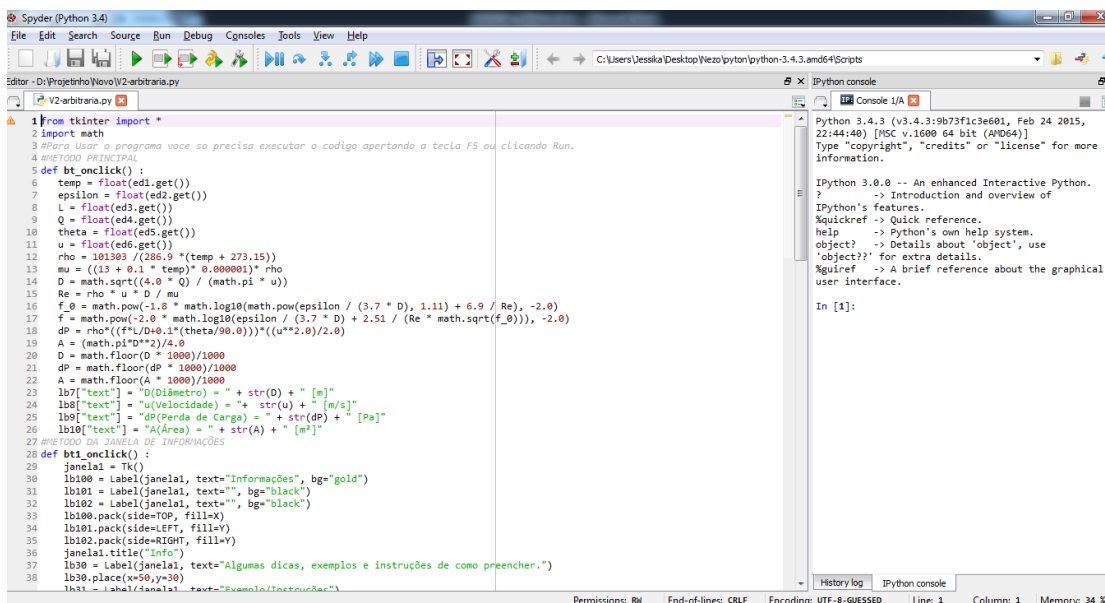 Spyder (Python 3.4)
File Edit Search Source Run Debug Consoles Tools View Help
C:\Users\Jessika\Desktop\Nezo\pyton\python-3.4.3.amd64\Scripts
Editor - D:\Projetinho\Novo\V2-arbitraria.py
V2-arbitraria.py
1 from tkinter import *
2 import math
3 #Para Usar o programa voce so precisa executar o codigo apertando a tecla F5 ou clicando Run.
4 #METODO PRINCIPAL
5 def bt_onclick() :
6 temp = float(ed1.get())
7 epsilon = float(ed2.get())
8 L = float(ed3.get())
9 Q = float(ed4.get())
10 theta = float(ed5.get())
11 u = float(ed6.get())
12 rho = 101303 /(286.9 *(temp + 273.15))
13 mu = ((13 + 0.1 * temp)* 0.000001)* rho
14 D = math.sqrt((4.0 * Q) / (math.pi * u))
15 Re = rho * u * D / mu
16 f_0 = math.pow(-1.8 * math.log10(math.pow(epsilon / (3.7 * D), 1.11) + 6.9 / Re), -2.0)
17 f = math.pow(-2.0 * math.log10(epsilon / (3.7 * D) + 2.51 / (Re * math.sqrt(f_0))), -2.0)
18 dP = rho*((f*L/D+0.1*(theta/90.0)))*((u**2.0)/2.0)
19 A = (math.pi*D**2)/4.0
20 D = math.floor(D * 1000)/1000
21 dP = math.floor(dP * 1000)/1000
22 A = math.floor(A * 1000)/1000
23 lb7["text"] = "D(Diâmetro) = " + str(D) + " [m]"
24 lb8["text"] = "u(Velocidade) = "+ str(u) + " [m/s]"
25 lb9["text"] = "dP(Perda de Carga) = " + str(dP) + " [Pa]"
26 lb10["text"] = "A(Área) = " + str(A) + " [m²]"
27 #METODO DA JANELA DE INFORMAÇÕES
28 def bt1_onclick() :
29 janela1 = Tk()
30 lb100 = Label(janela1, text="Informações", bg="gold")
31 lb101 = Label(janela1, text="", bg="black")
32 lb102 = Label(janela1, text="", bg="black")
33 lb100.pack(side=TOP, fill=X)
34 lb101.pack(side=LEFT, fill=Y)
35 lb102.pack(side=RIGHT, fill=Y)
36 janela1.title("Info")
37 lb30 = Label(janela1, text="Algumas dicas, exemplos e instruções de como preencher.")
38 lb30.place(x=50,y=30)
lb31 = Label(janela1, text="Exemplo/Instruções")
IPython console
Console 1/A
Python 3.4.3 (v3.4.3:9b73f1c3e601, Feb 24 2015,
22:44:40) [MSC v.1600 64 bit (AMD64)]
Type "copyright", "credits" or "license" for more
information.
IPython 3.0.0 -- An enhanced Interactive Python.
? -> Introduction and overview of
IPython's features.
%quickref -> Quick reference.
help -> Python's own help system.
object? -> Details about 'object', use
'object??' for extra details.
%guiref -> A brief reference about the graphical
user interface.
In [1]:
History log IPython console
Permissions: RW End-of-lines: CRLF Encoding: UTF-8-GUESSED Line: 1 Column: 1 Memory: 34 %